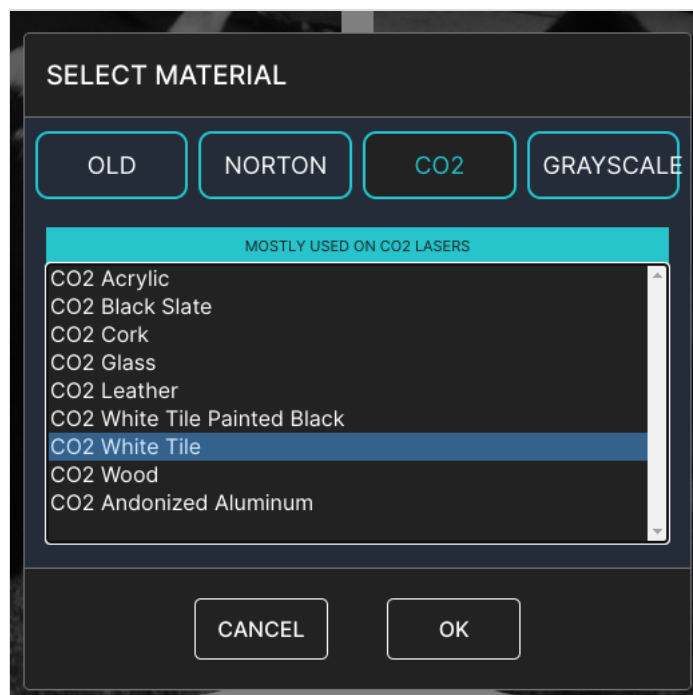 SELECT MATERIAL
OLD NORTON CO2 GRAYSCALE
MOSTLY USED ON CO2 LASERS
CO2 Acrylic
CO2 Black Slate
CO2 Cork
CO2 Glass
CO2 Leather
CO2 White Tile Painted Black
CO2 White Tile
CO2 Wood
CO2 Andonized Aluminum
CANCEL OK